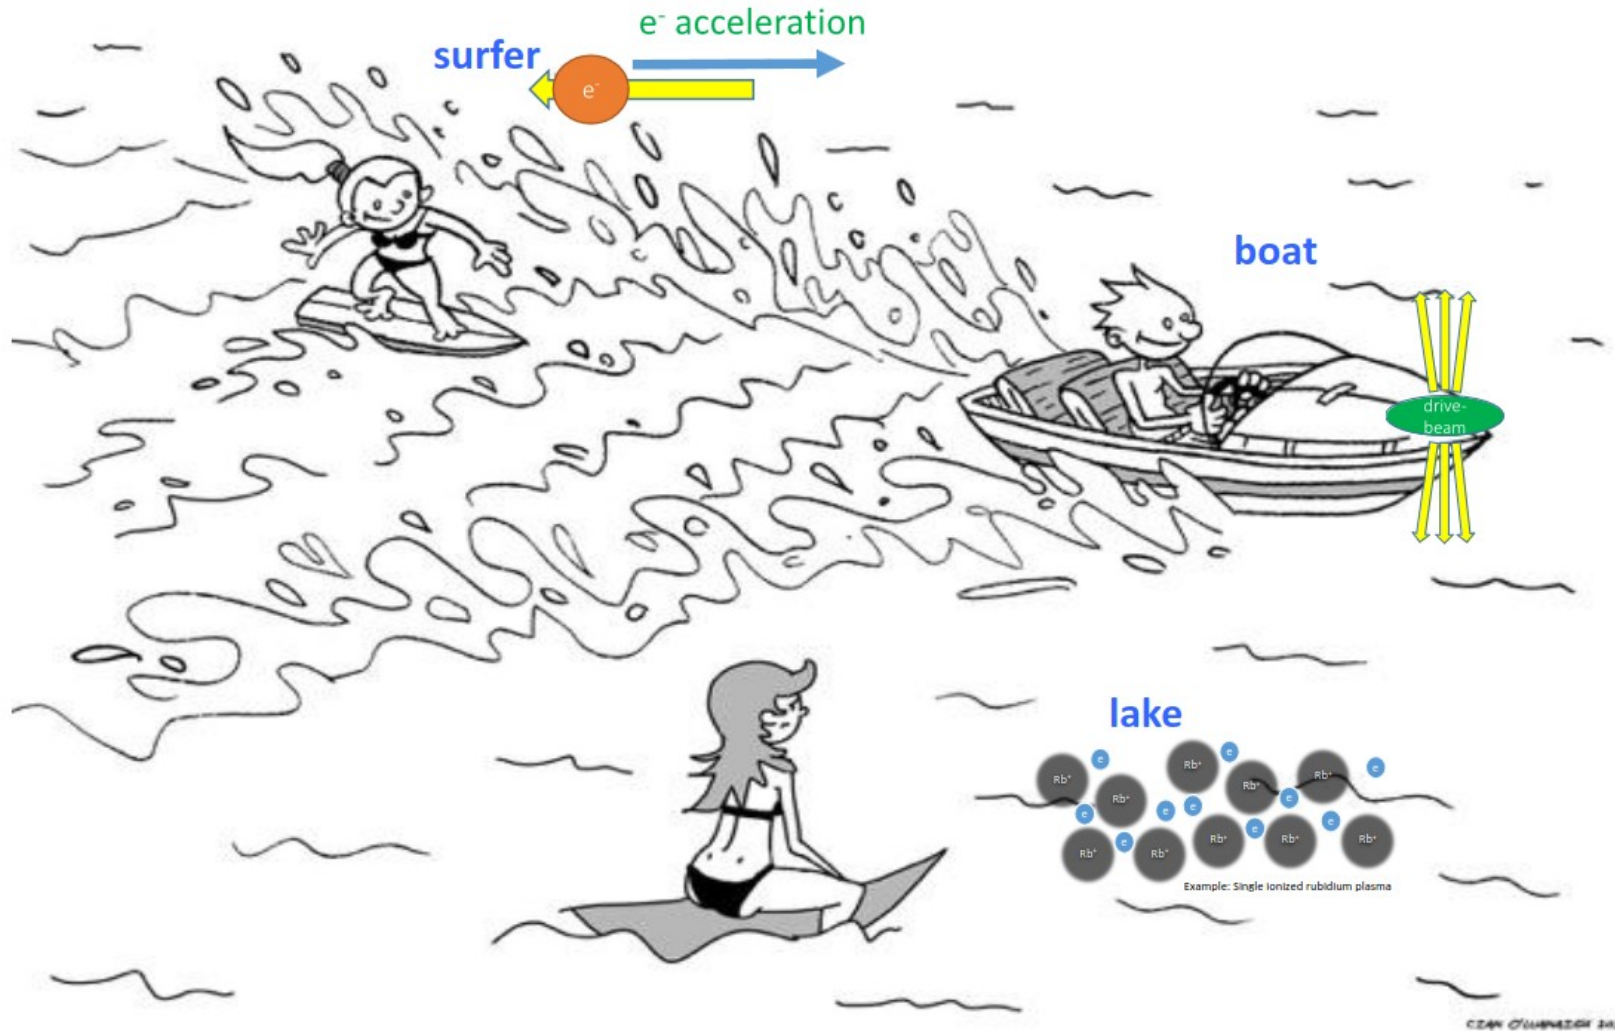 e⁻ acceleration
surfer
e⁻
boat
drive-
beam
lake
e
e
Rb⁺
Rb⁺
e
Rb⁺
Rb⁺
Rb⁺
e
e
e
e
e
e
e
Rb⁺
Rb⁺
Rb⁺
Rb⁺
Rb⁺
Example: Single ionized rubidium plasma